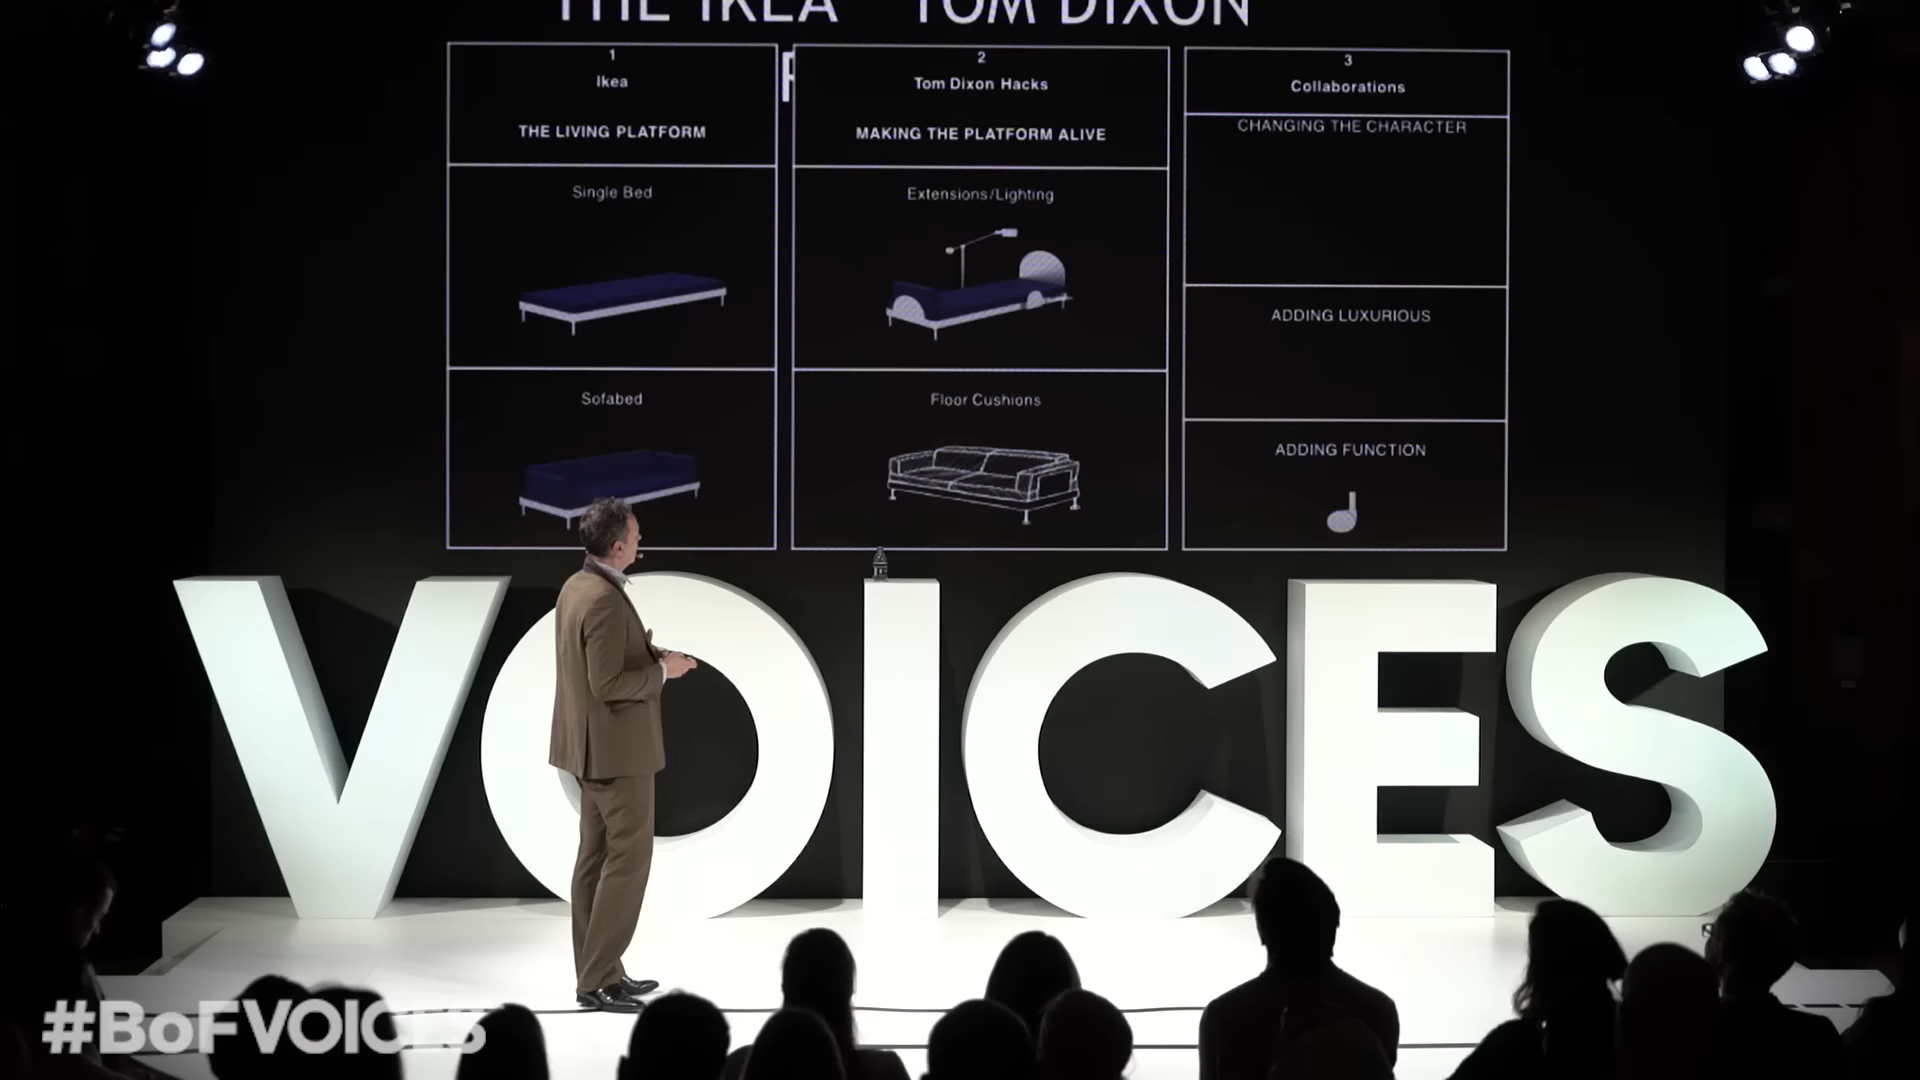 THE IKEA TOM DIXON
1
Ikea
THE LIVING PLATFORM
Single Bed
Sofabed
2
Tom Dixon Hacks
MAKING THE PLATFORM ALIVE
Extensions/Lighting
Floor Cushions
3
Collaborations
CHANGING THE CHARACTER
ADDING LUXURIOUS
ADDING FUNCTION
VOICES
#BoFVOICES